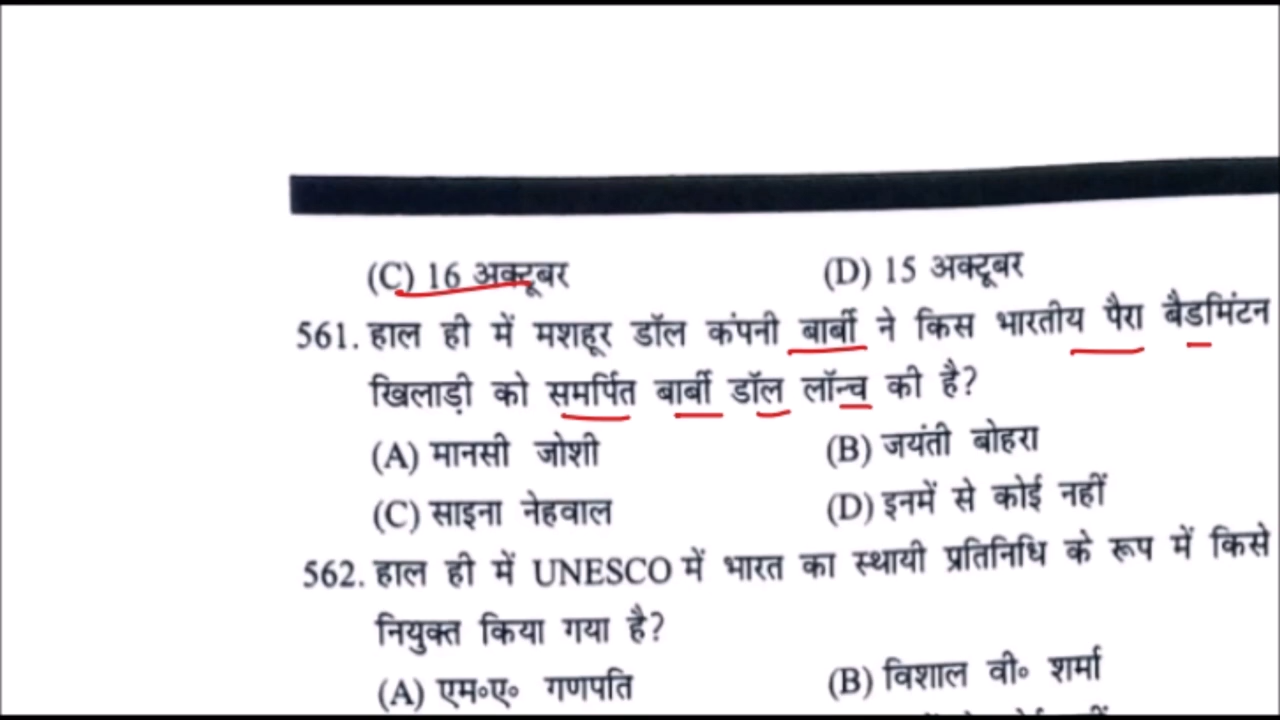 (C) 16 अक्टूबर (D) 15 अक्टूबर
561. हाल ही में मशहूर डॉल कंपनी बार्बी ने किस भारतीय पैरा बैडमिंटन
खिलाड़ी को समर्पित बार्बी डॉल लॉन्च की है?
(A) मानसी जोशी (B) जयंती बोहरा
(C) साइना नेहवाल (D) इनमें से कोई नहीं
562. हाल ही में UNESCO में भारत का स्थायी प्रतिनिधि के रूप में किसे
नियुक्त किया गया है?
(A) एम॰ए॰ गणपति (B) विशाल वी॰ शर्मा